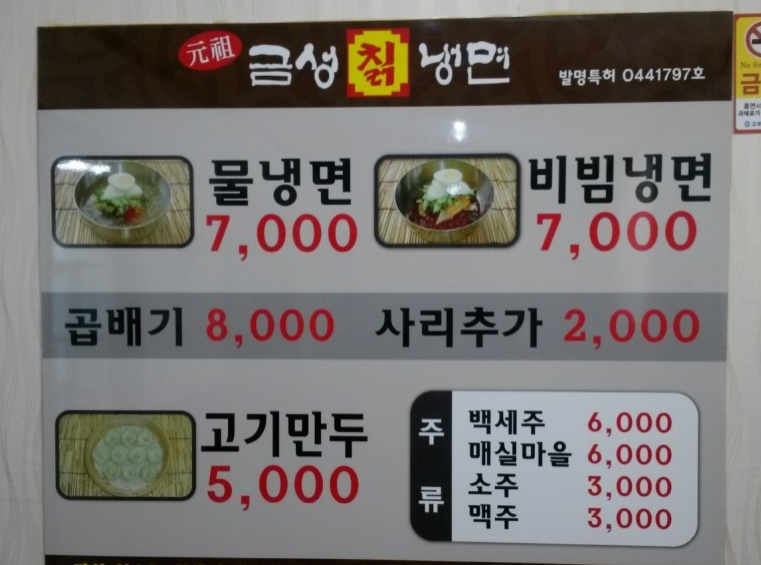 元祖 금생칡냉면
발명특허 0441797호
물냉면
7,000
비빔냉면
7,000
곱배기 8,000 사리추가 2,000
고기만두
5,000
주류
백세주 6,000
매실마을 6,000
소주 3,000
맥주 3,000